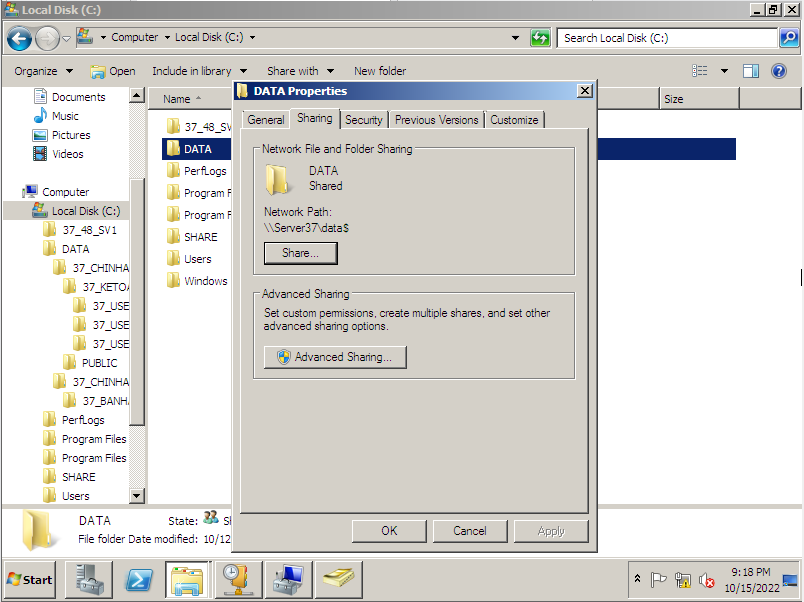 Local Disk (C:)
Computer Local Disk (C:)
Search Local Disk (C:)
Organize Open Include in library Share with New folder
Documents
Music
Pictures
Videos
Computer
Local Disk (C:)
37_48_SV1
DATA
37_CHINHA
37_KETOA
37_USE
37_USE
37_USE
PUBLIC
37_CHINHA
37_BANH
PerfLogs
Program Files
Program Files
SHARE
Users
Name Size
37_48_SV
DATA
PerfLogs
Program F
Program F
SHARE
Users
Windows
DATA Properties
General Sharing Security Previous Versions Customize
Network File and Folder Sharing
DATA
Shared
Network Path:
\\Server37\data$
Share...
Advanced Sharing
Set custom permissions, create multiple shares, and set other
advanced sharing options.
Advanced Sharing...
OK Cancel Apply
DATA State: Sh
File folder Date modified: 10/12
Start
9:18 PM
10/15/2022